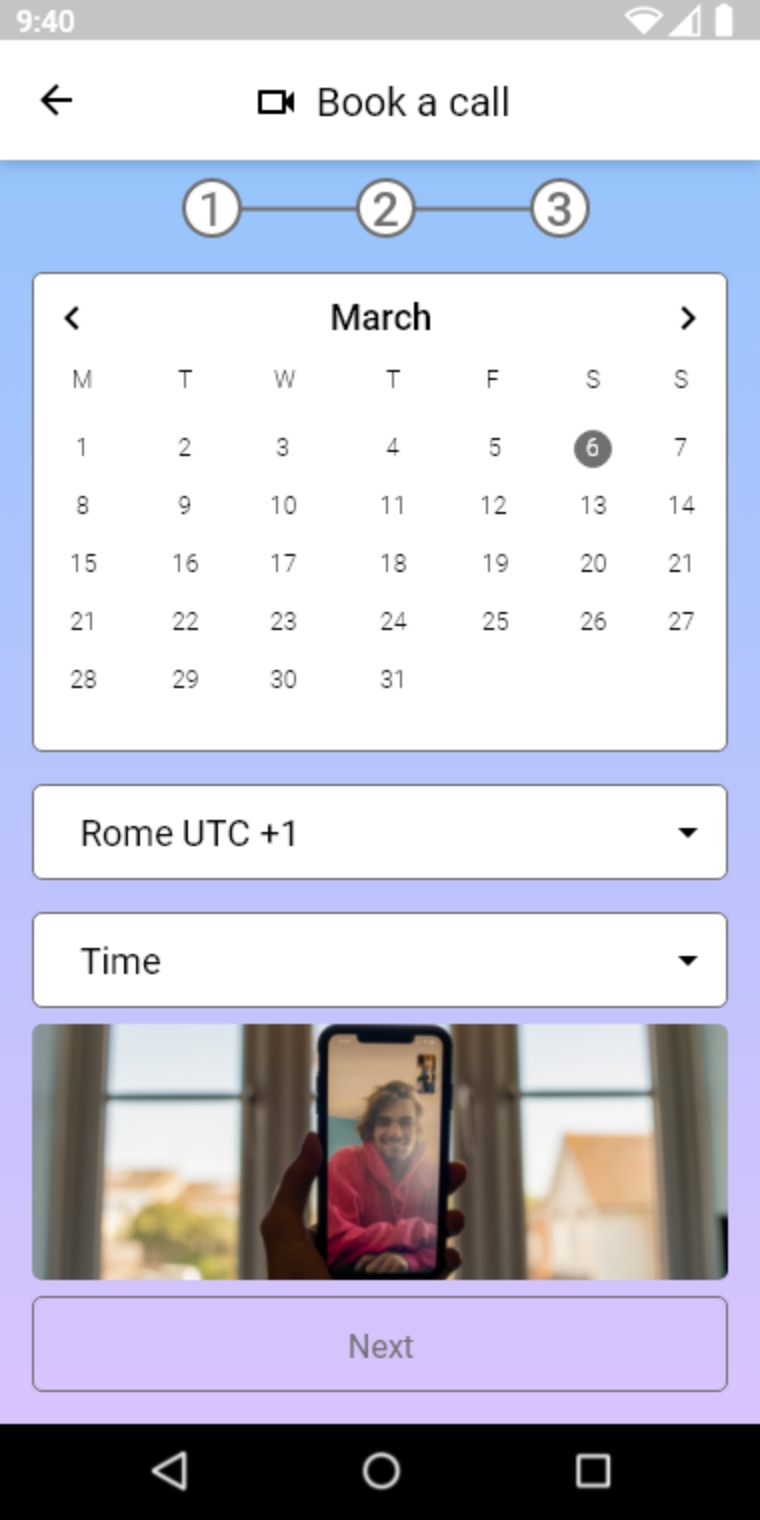 9:40
Book a call
1 2 3
March
M T W T F S S
1 2 3 4 5 6 7
8 9 10 11 12 13 14
15 16 17 18 19 20 21
21 22 23 24 25 26 27
28 29 30 31
Rome UTC +1
Time
Next